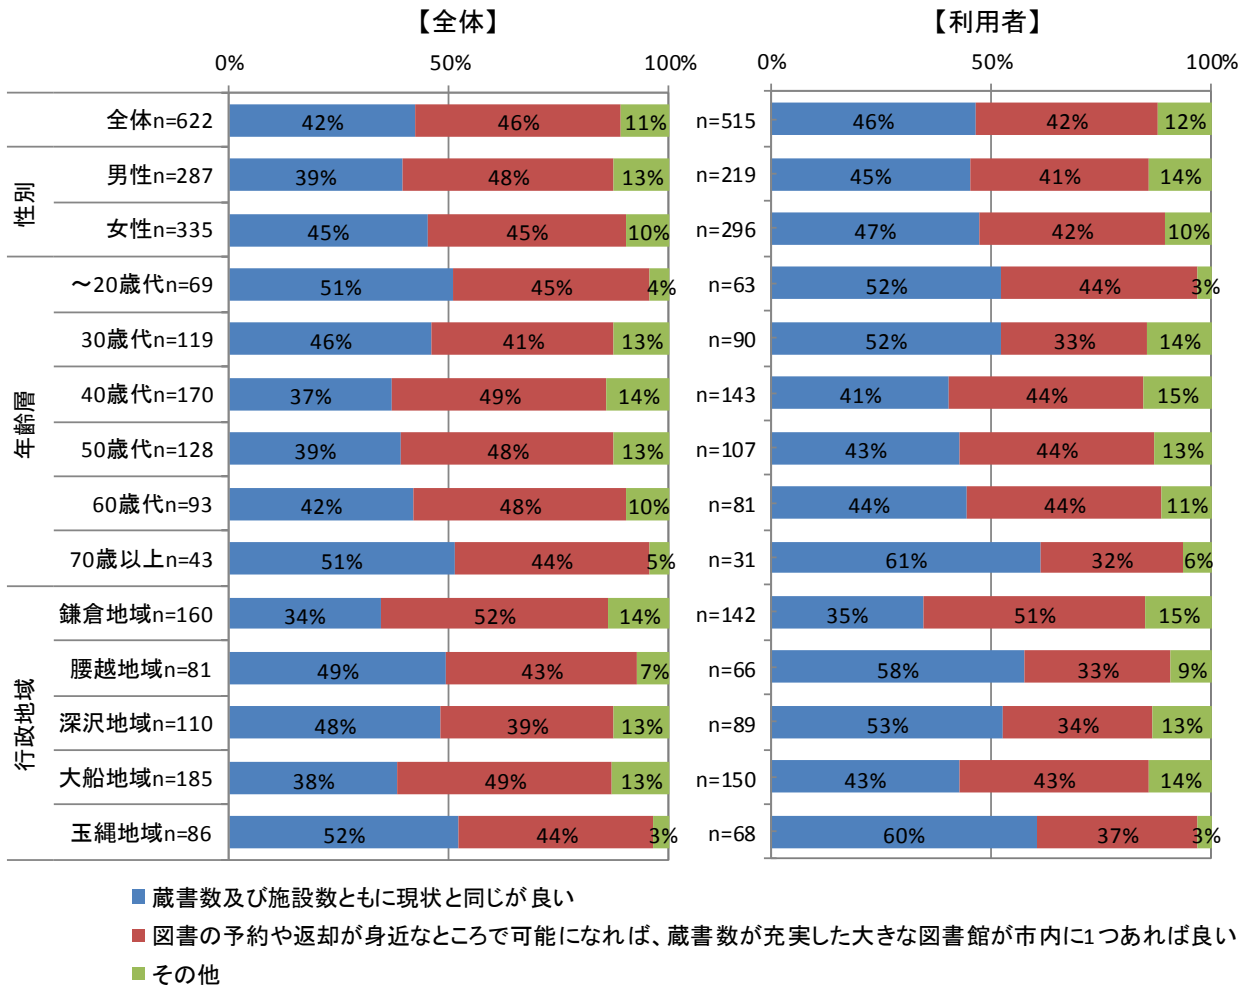 【全体】 【利用者】
0% 50% 100% 0% 50% 100%
全体n=622 42% 46% 11% n=515 46% 42% 12%
性別
男性n=287 39% 48% 13% n=219 45% 41% 14%
女性n=335 45% 45% 10% n=296 47% 42% 10%
年齢層
～20歳代n=69 51% 45% 4% n=63 52% 44% 3%
30歳代n=119 46% 41% 13% n=90 52% 33% 14%
40歳代n=170 37% 49% 14% n=143 41% 44% 15%
50歳代n=128 39% 48% 13% n=107 43% 44% 13%
60歳代n=93 42% 48% 10% n=81 44% 44% 11%
70歳以上n=43 51% 44% 5% n=31 61% 32% 6%
行政地域
鎌倉地域n=160 34% 52% 14% n=142 35% 51% 15%
腰越地域n=81 49% 43% 7% n=66 58% 33% 9%
深沢地域n=110 48% 39% 13% n=89 53% 34% 13%
大船地域n=185 38% 49% 13% n=150 43% 43% 14%
玉縄地域n=86 52% 44% 3% n=68 60% 37% 3%
蔵書数及び施設数ともに現状と同じが良い
図書の予約や返却が身近なところで可能になれば、蔵書数が充実した大きな図書館が市内に1つあれば良い
その他